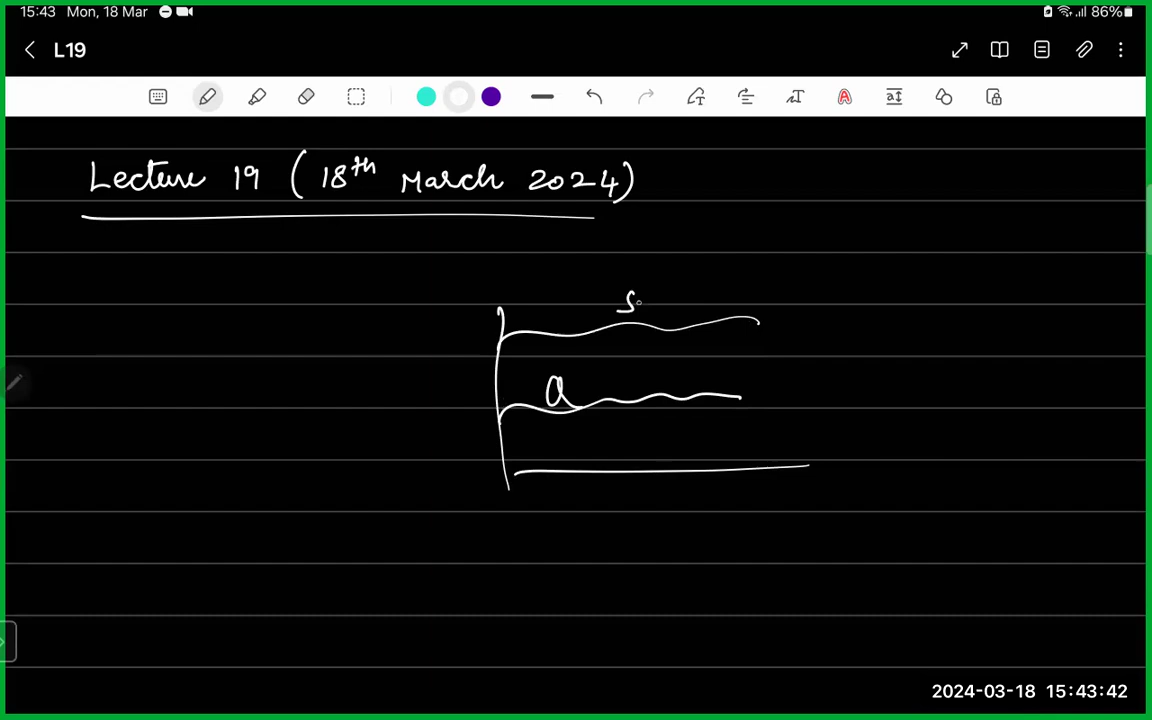 15:43 Mon, 18 Mar 86%
L19
Lecture 19 (18th March 2024)
S
a
2024-03-18 15:43:42